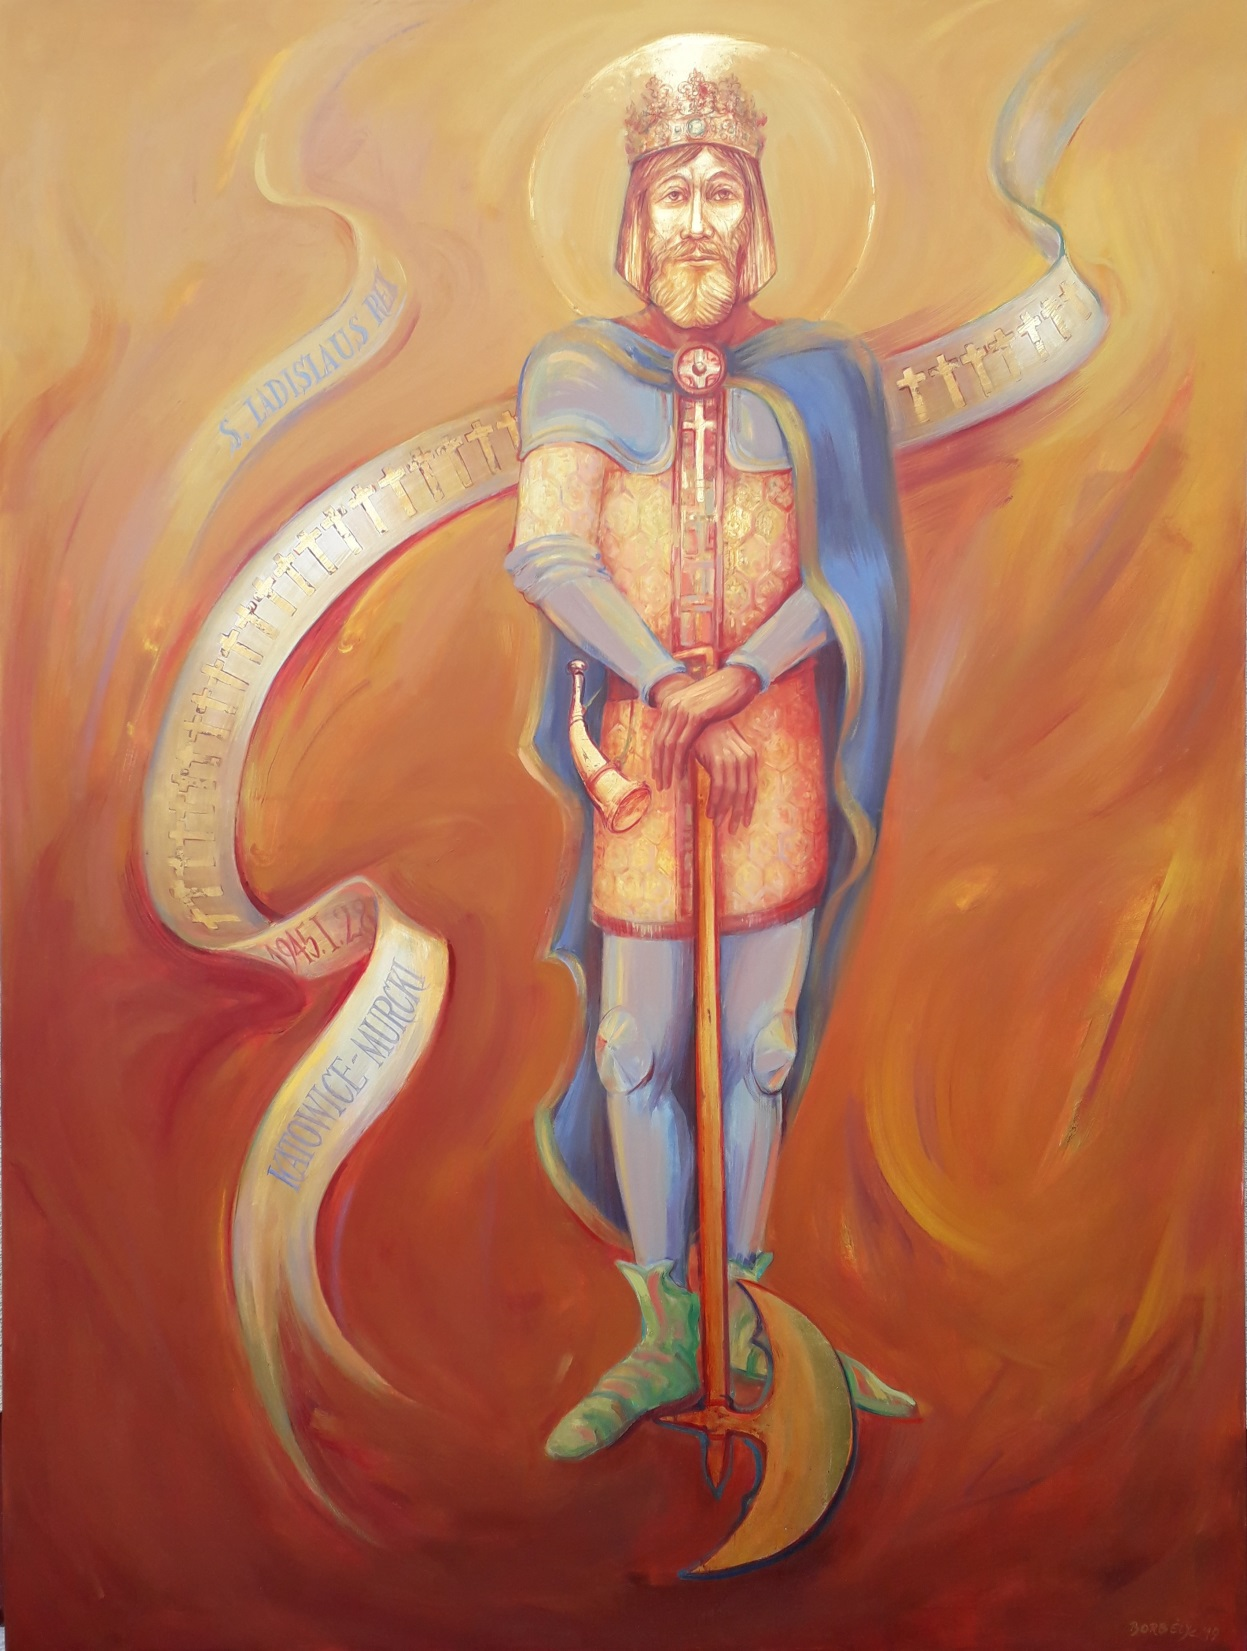 S. LADISLAUS REX
1945.I.28
KATOWICE-MURCKI
BORBÉLY '19